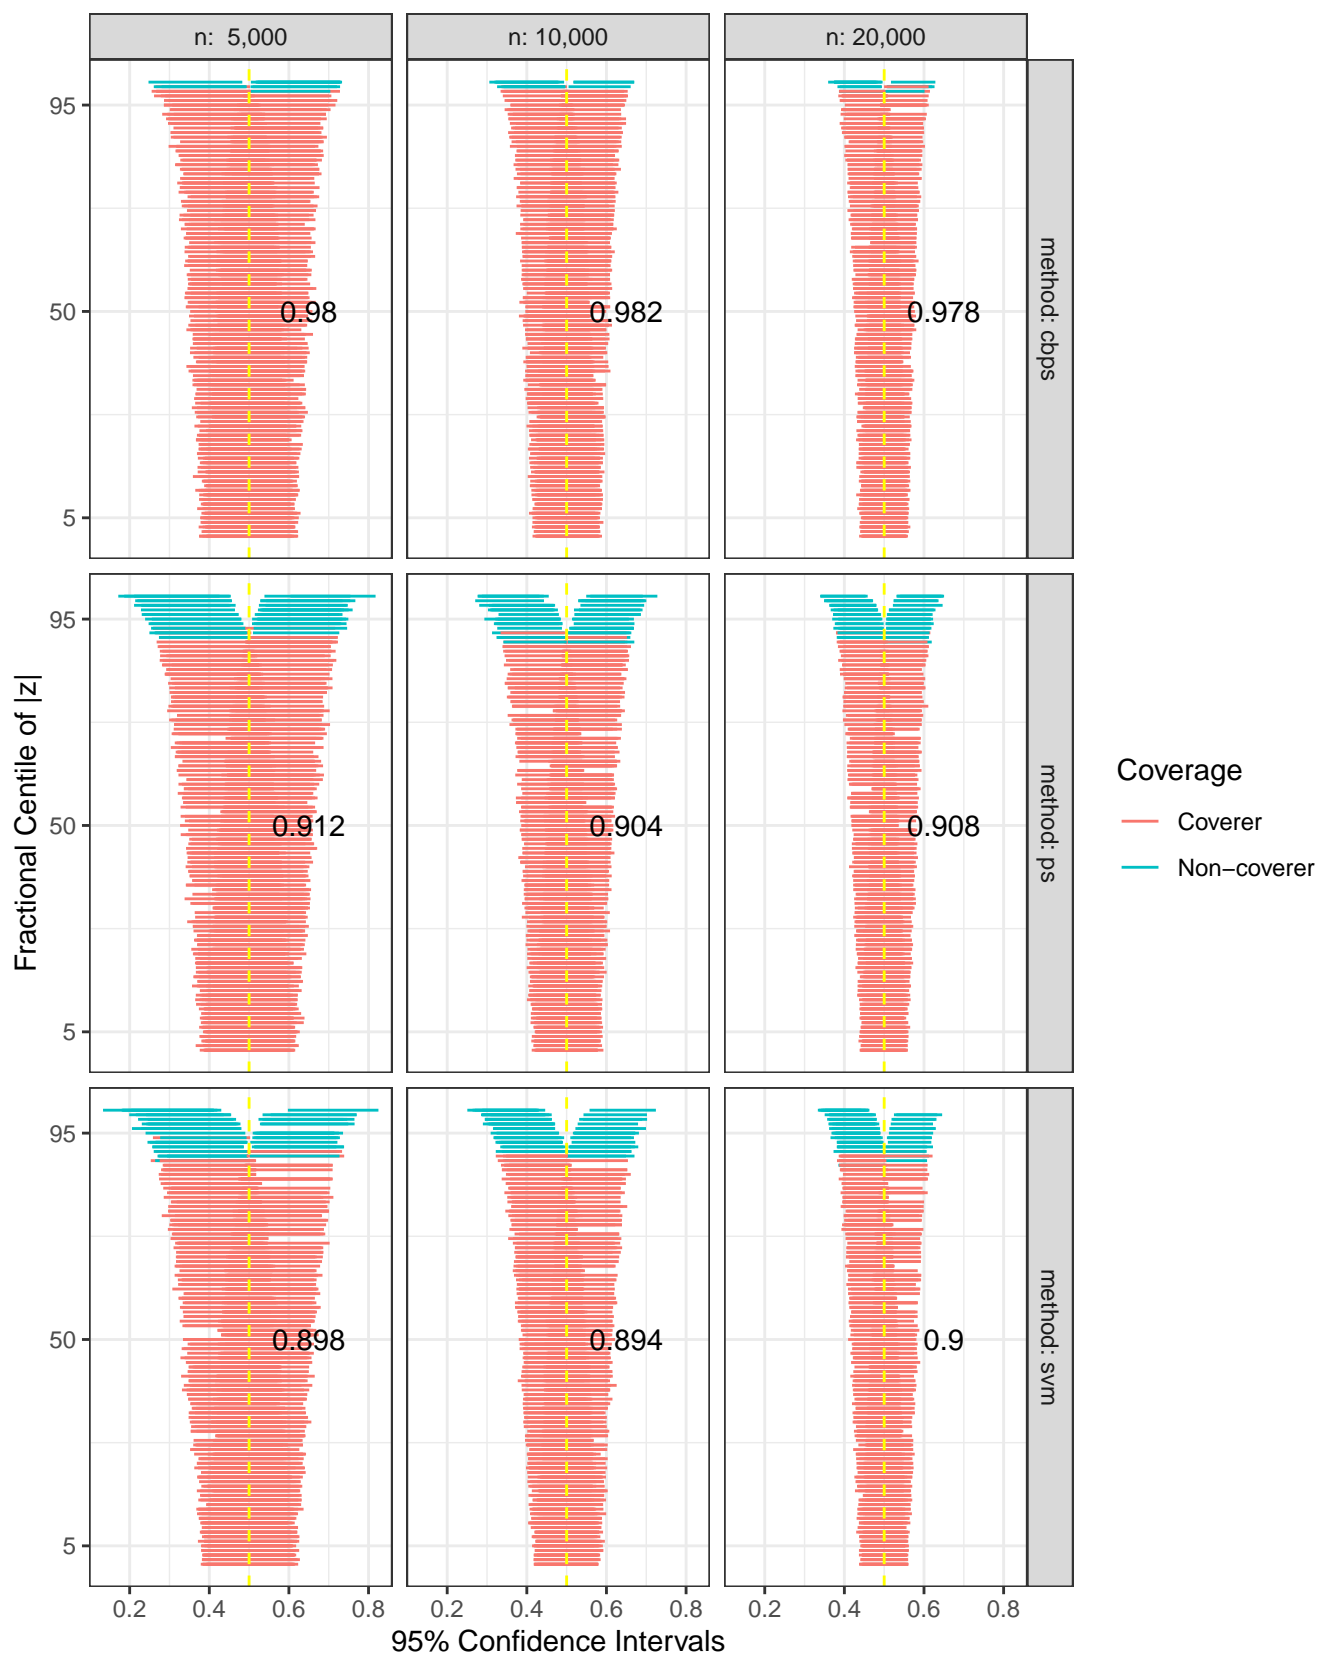 n:  5,000
n: 10,000
n: 20,000
95
50
5
0.98
0.982
0.978
method: cbps
95
50
5
0.912
0.904
0.908
method: ps
95
50
5
0.898
0.894
0.9
method: svm
0.2 0.4 0.6 0.8
0.2 0.4 0.6 0.8
0.2 0.4 0.6 0.8
95% Confidence Intervals
Fractional Centile of |z|
Coverage
Coverer
Non−coverer